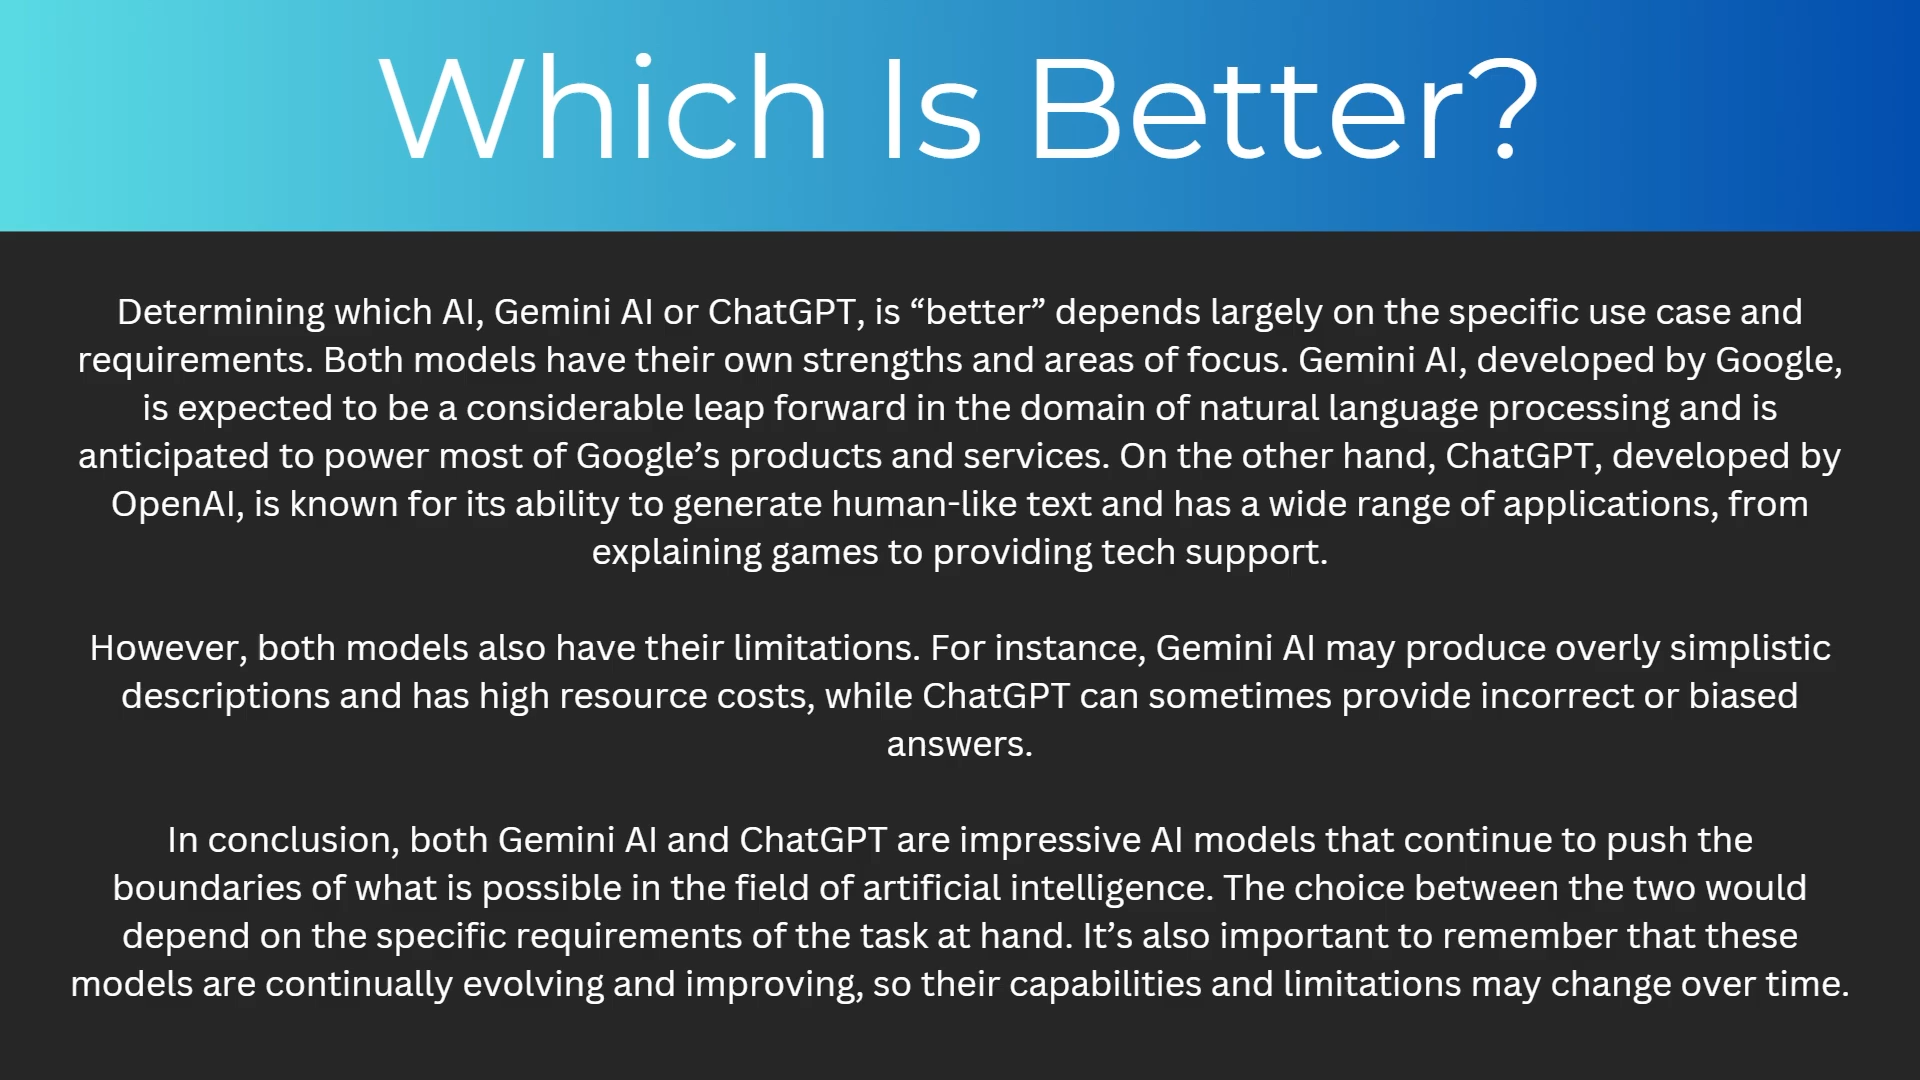 Which Is Better?
Determining which AI, Gemini AI or ChatGPT, is “better” depends largely on the specific use case and
requirements. Both models have their own strengths and areas of focus. Gemini AI, developed by Google,
is expected to be a considerable leap forward in the domain of natural language processing and is
anticipated to power most of Google’s products and services. On the other hand, ChatGPT, developed by
OpenAI, is known for its ability to generate human-like text and has a wide range of applications, from
explaining games to providing tech support.
However, both models also have their limitations. For instance, Gemini AI may produce overly simplistic
descriptions and has high resource costs, while ChatGPT can sometimes provide incorrect or biased
answers.
In conclusion, both Gemini AI and ChatGPT are impressive AI models that continue to push the
boundaries of what is possible in the field of artificial intelligence. The choice between the two would
depend on the specific requirements of the task at hand. It’s also important to remember that these
models are continually evolving and improving, so their capabilities and limitations may change over time.